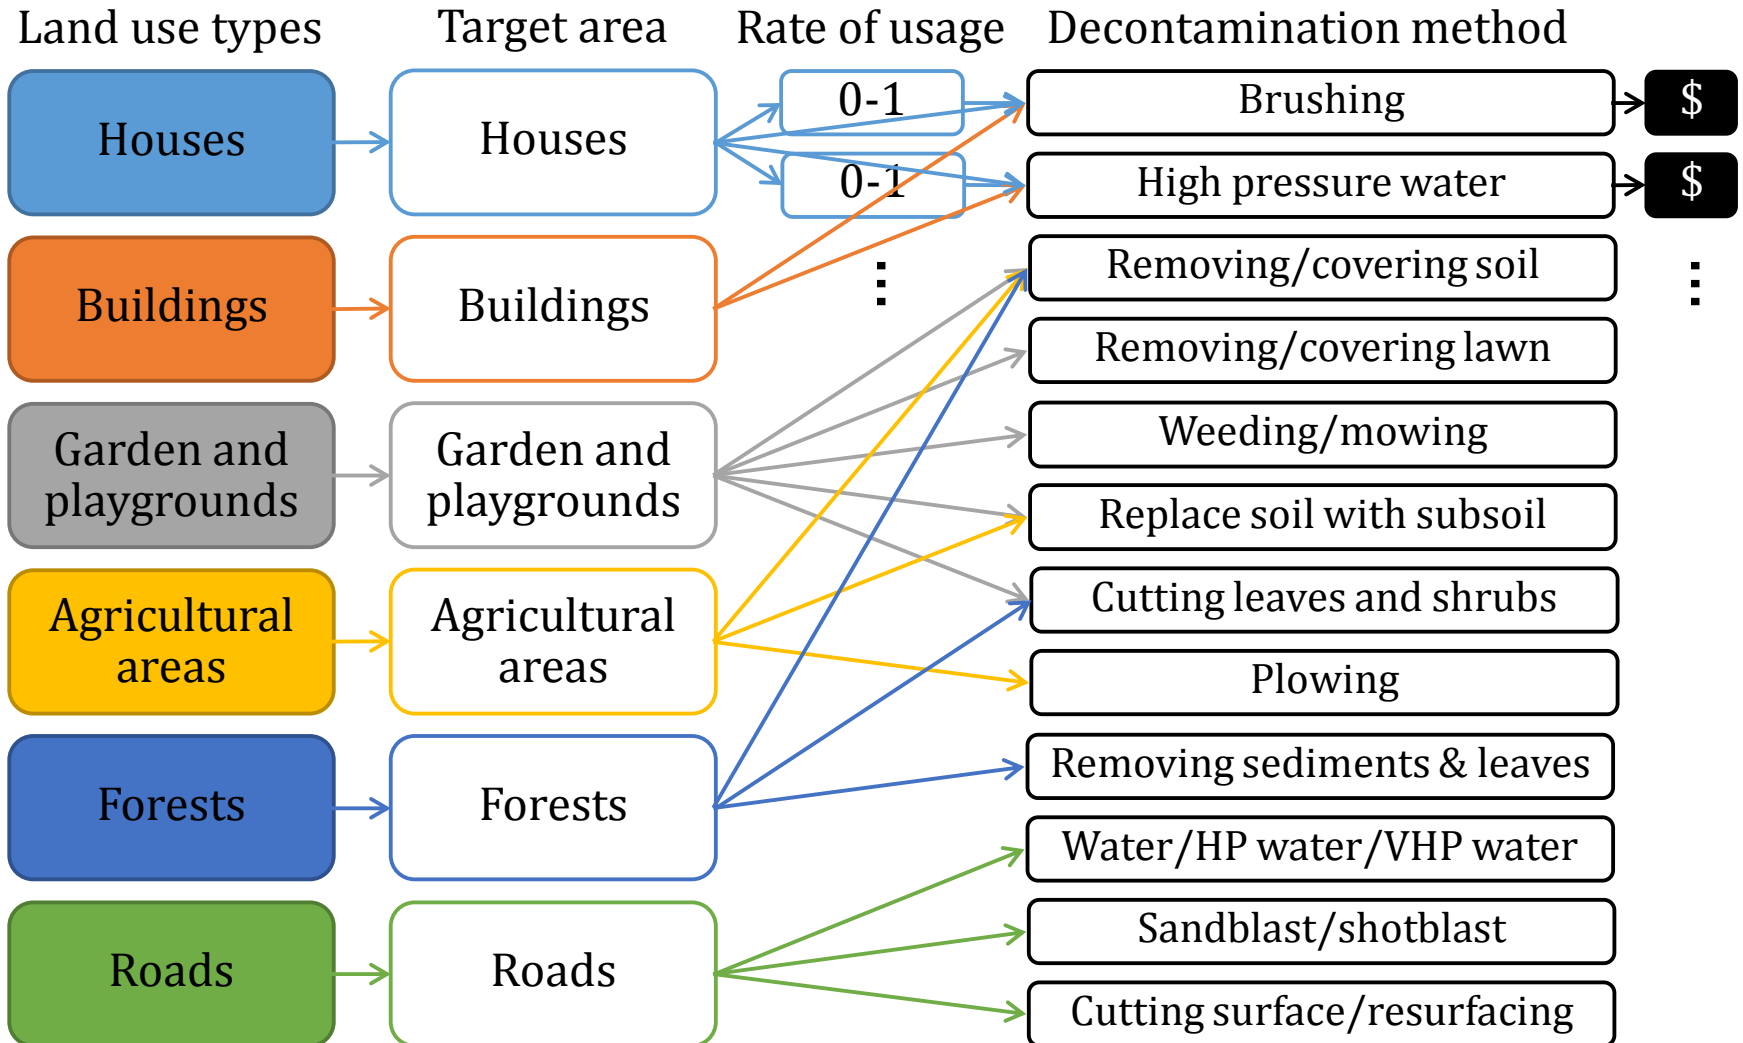 Land use types
Target area
Rate of usage
Decontamination method
Houses
Houses
0-1
Brushing
$
0-1
High pressure water
$
Buildings
Buildings
Removing/covering soil
Removing/covering lawn
Garden and
playgrounds
Garden and
playgrounds
Weeding/mowing
Replace soil with subsoil
Agricultural
areas
Agricultural
areas
Cutting leaves and shrubs
Plowing
Forests
Forests
Removing sediments & leaves
Water/HP water/VHP water
Roads
Roads
Sandblast/shotblast
Cutting surface/resurfacing